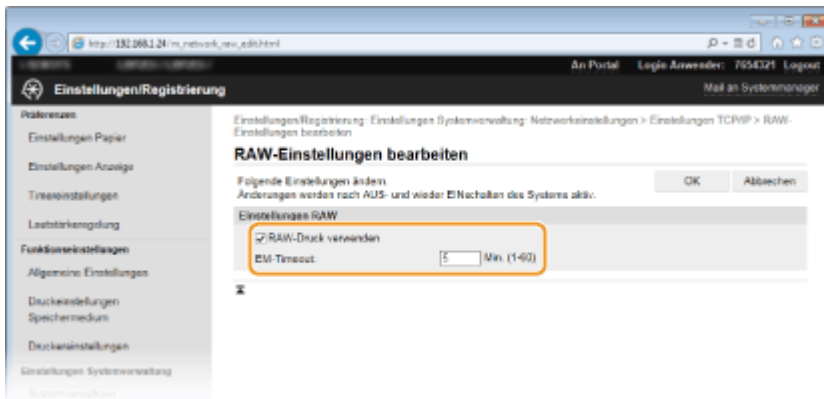 http://192.168.1.24/m_network_raw_edit.html
An Portal Login Anwender: 7654321 Logout
Einstellungen/Registrierung
Mail an Systemmanager
Präferenzen
Einstellungen Papier
Einstellungen Anzeige
Timereinstellungen
Lautstärkeregelung
Funktionseinstellungen
Allgemeine Einstellungen
Druckeinstellungen
Speichermedium
Druckereinstellungen
Einstellungen Systemverwaltung
Systemverwaltung
Einstellungen/Registrierung: Einstellungen Systemverwaltung: Netzwerkeinstellungen > Einstellungen TCP/IP > RAW-
Einstellungen bearbeiten
RAW-Einstellungen bearbeiten
Folgende Einstellungen ändern.
Änderungen werden nach AUS- und wieder EINschalten des Systems aktiv.
OK Abbrechen
Einstellungen RAW
RAW-Druck verwenden
EM-Timeout: 5 Min. (1-60)